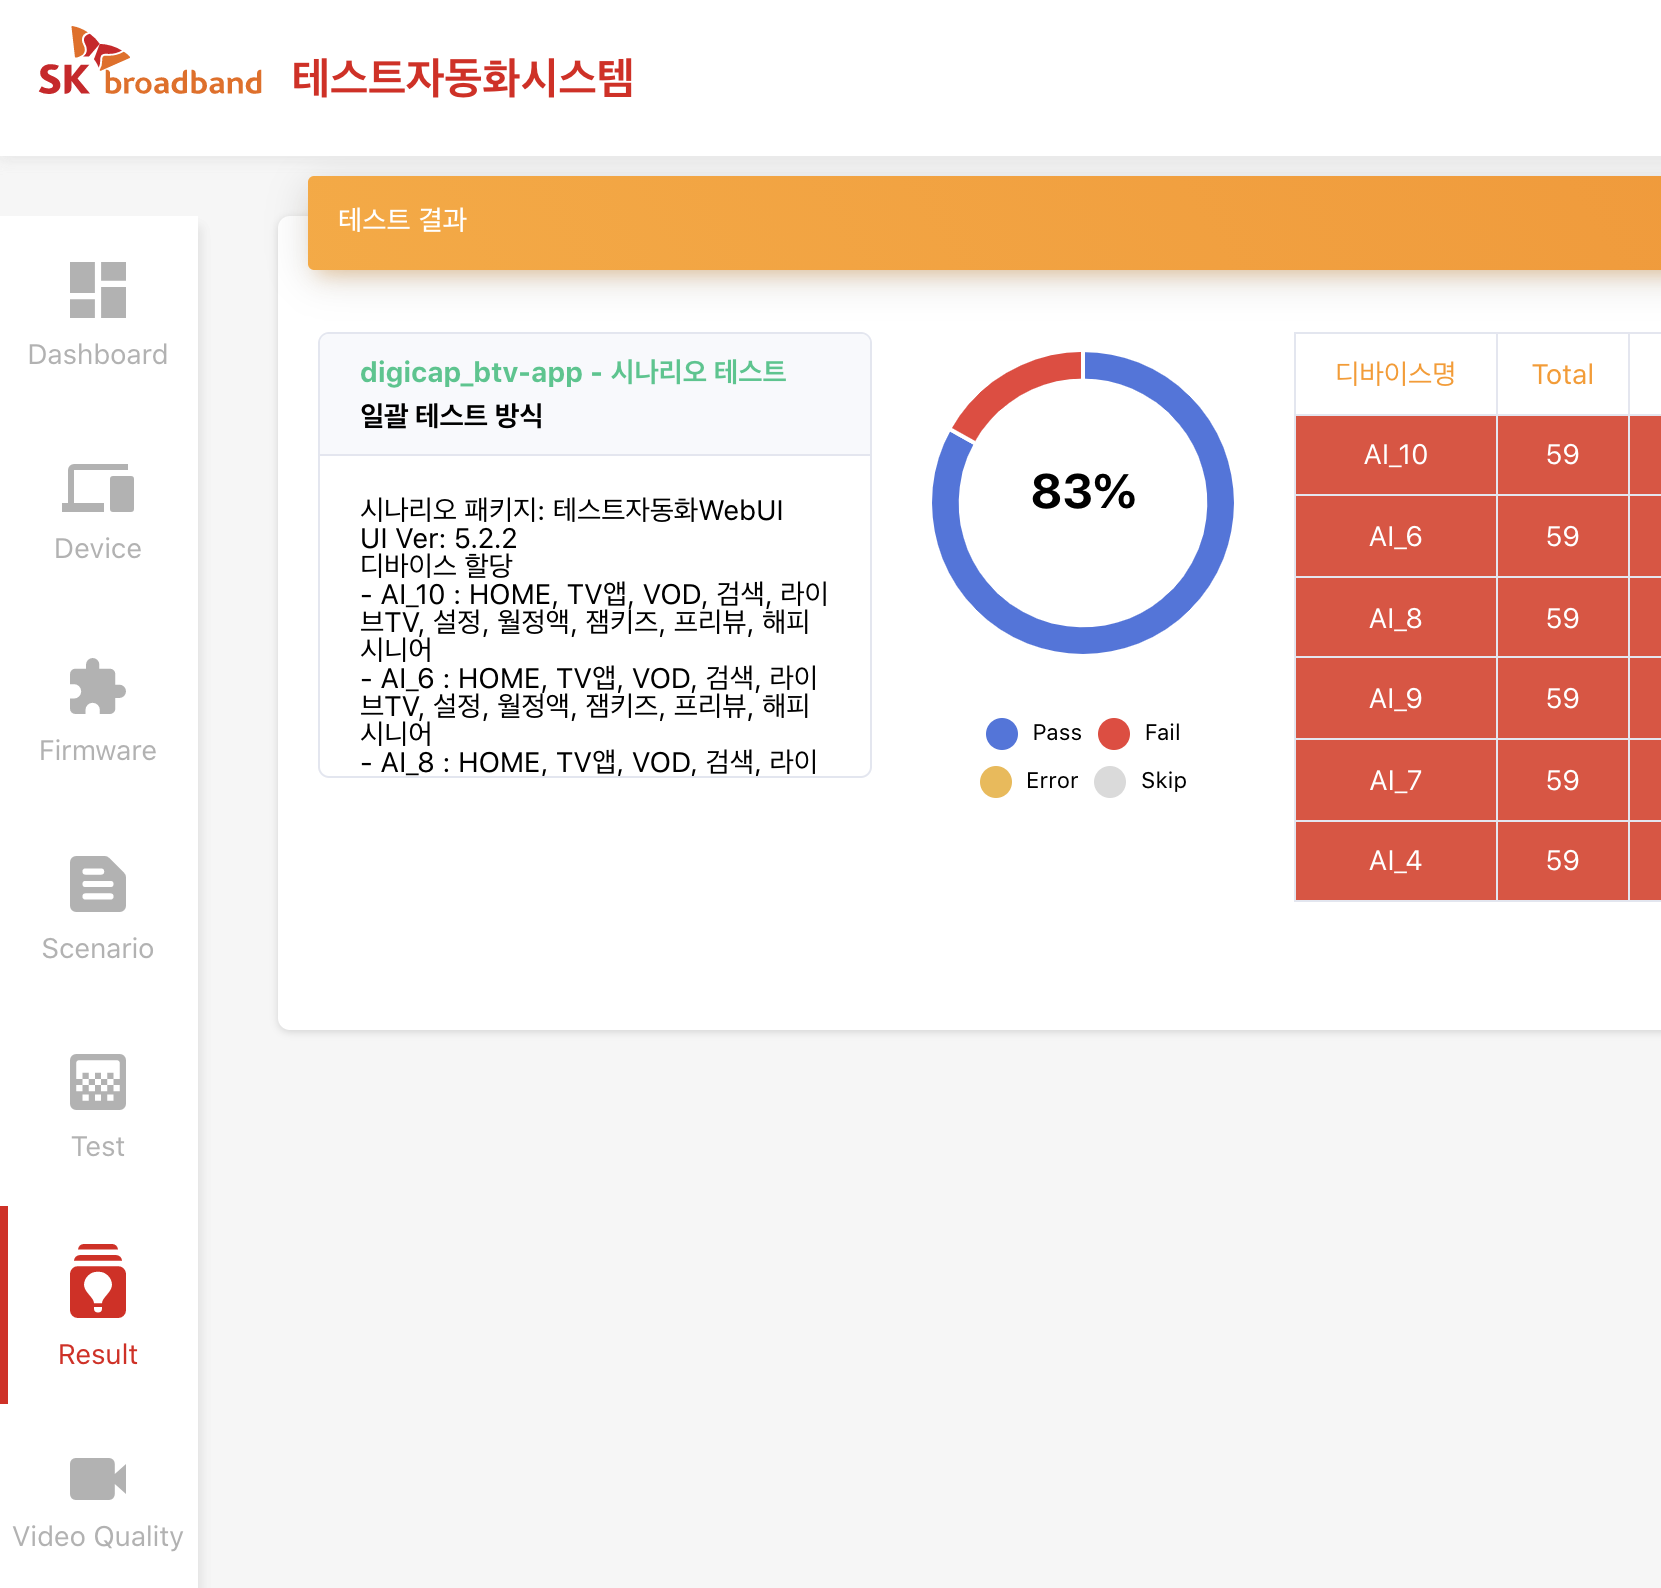 SK broadband 테스트자동화시스템
테스트 결과
Dashboard
Device
Firmware
Scenario
Test
Result
Video Quality
digicap_btv-app - 시나리오 테스트
일괄 테스트 방식
시나리오 패키지: 테스트자동화WebUI
UI Ver: 5.2.2
디바이스 할당
- AI_10 : HOME, TV앱, VOD, 검색, 라이
브TV, 설정, 월정액, 잼키즈, 프리뷰, 해피
시니어
- AI_6 : HOME, TV앱, VOD, 검색, 라이
브TV, 설정, 월정액, 잼키즈, 프리뷰, 해피
시니어
- AI_8 : HOME, TV앱, VOD, 검색, 라이
83%
Pass Fail
Error Skip
디바이스명 Total
AI_10 59
AI_6 59
AI_8 59
AI_9 59
AI_7 59
AI_4 59